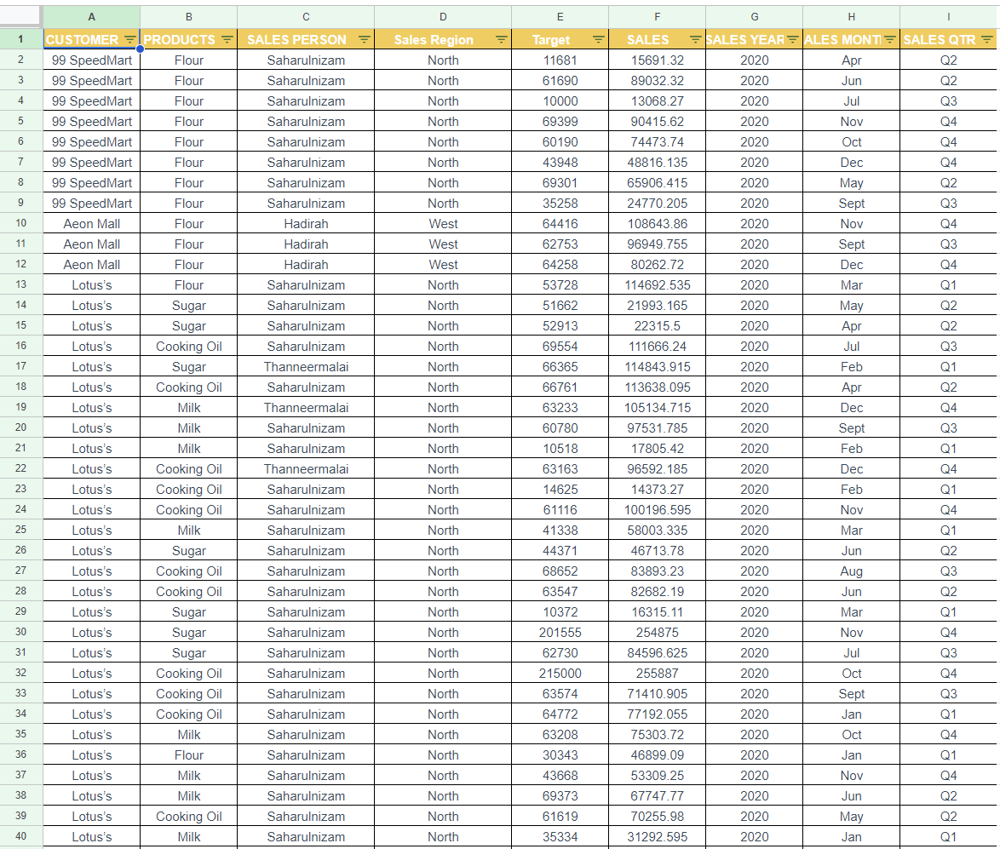 A B C D E F G H I
1 CUSTOMER PRODUCTS SALES PERSON Sales Region Target SALES SALES YEAR ALES MONT SALES QTR
2 99 SpeedMart Flour Saharulnizam North 11681 15691.32 2020 Apr Q2
3 99 SpeedMart Flour Saharulnizam North 61690 89032.32 2020 Jun Q2
4 99 SpeedMart Flour Saharulnizam North 10000 13068.27 2020 Jul Q3
5 99 SpeedMart Flour Saharulnizam North 69399 90415.62 2020 Nov Q4
6 99 SpeedMart Flour Saharulnizam North 60190 74473.74 2020 Oct Q4
7 99 SpeedMart Flour Saharulnizam North 43948 48816.135 2020 Dec Q4
8 99 SpeedMart Flour Saharulnizam North 69301 65906.415 2020 May Q2
9 99 SpeedMart Flour Saharulnizam North 35258 24770.205 2020 Sept Q3
10 Aeon Mall Flour Hadirah West 64416 108643.86 2020 Nov Q4
11 Aeon Mall Flour Hadirah West 62753 96949.755 2020 Sept Q3
12 Aeon Mall Flour Hadirah West 64258 80262.72 2020 Dec Q4
13 Lotus's Flour Saharulnizam North 53728 114692.535 2020 Mar Q1
14 Lotus's Sugar Saharulnizam North 51662 21993.165 2020 May Q2
15 Lotus's Sugar Saharulnizam North 52913 22315.5 2020 Apr Q2
16 Lotus's Cooking Oil Saharulnizam North 69554 111666.24 2020 Jul Q3
17 Lotus's Sugar Thanneermalai North 66365 114843.915 2020 Feb Q1
18 Lotus's Cooking Oil Saharulnizam North 66761 113638.095 2020 Apr Q2
19 Lotus's Milk Thanneermalai North 63233 105134.715 2020 Dec Q4
20 Lotus's Milk Saharulnizam North 60780 97531.785 2020 Sept Q3
21 Lotus's Milk Saharulnizam North 10518 17805.42 2020 Feb Q1
22 Lotus's Cooking Oil Thanneermalai North 63163 96592.185 2020 Dec Q4
23 Lotus's Cooking Oil Saharulnizam North 14625 14373.27 2020 Feb Q1
24 Lotus's Cooking Oil Saharulnizam North 61116 100196.595 2020 Nov Q4
25 Lotus's Milk Saharulnizam North 41338 58003.335 2020 Mar Q1
26 Lotus's Sugar Saharulnizam North 44371 46713.78 2020 Jun Q2
27 Lotus's Cooking Oil Saharulnizam North 68652 83893.23 2020 Aug Q3
28 Lotus's Cooking Oil Saharulnizam North 63547 82682.19 2020 Jun Q2
29 Lotus's Sugar Saharulnizam North 10372 16315.11 2020 Mar Q1
30 Lotus's Sugar Saharulnizam North 201555 254875 2020 Nov Q4
31 Lotus's Sugar Saharulnizam North 62730 84596.625 2020 Jul Q3
32 Lotus's Cooking Oil Saharulnizam North 215000 255887 2020 Oct Q4
33 Lotus's Cooking Oil Saharulnizam North 63574 71410.905 2020 Sept Q3
34 Lotus's Cooking Oil Saharulnizam North 64772 77192.055 2020 Jan Q1
35 Lotus's Milk Saharulnizam North 63208 75303.72 2020 Oct Q4
36 Lotus's Flour Saharulnizam North 30343 46899.09 2020 Jan Q1
37 Lotus's Milk Saharulnizam North 43668 53309.25 2020 Nov Q4
38 Lotus's Milk Saharulnizam North 69373 67747.77 2020 Jun Q2
39 Lotus's Cooking Oil Saharulnizam North 61619 70255.98 2020 May Q2
40 Lotus's Milk Saharulnizam North 35334 31292.595 2020 Jan Q1